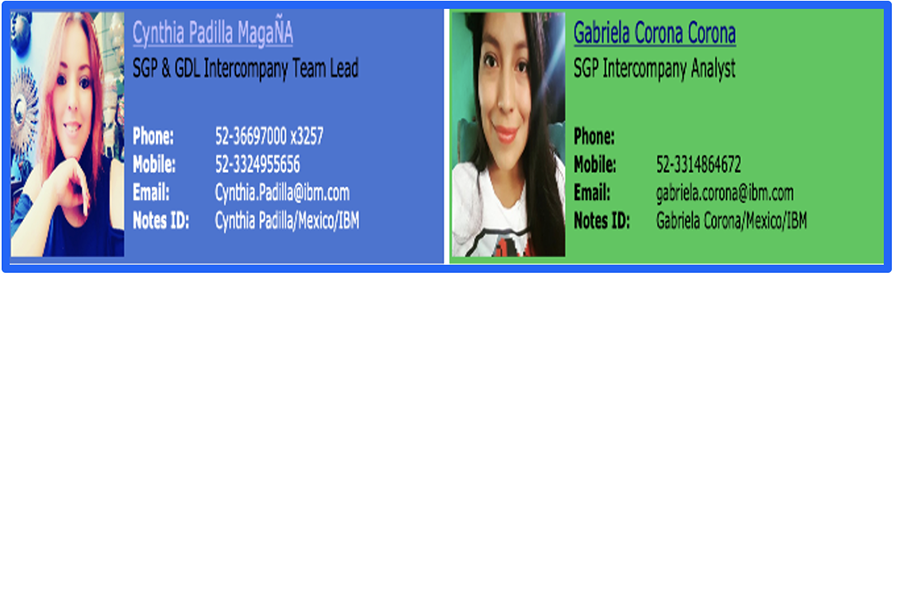 Cynthia Padilla MagaÑA
SGP & GDL Intercompany Team Lead
Phone: 52-36697000 x3257
Mobile: 52-3324955656
Email: Cynthia.Padilla@ibm.com
Notes ID: Cynthia Padilla/Mexico/IBM
Gabriela Corona Corona
SGP Intercompany Analyst
Phone:
Mobile: 52-3314864672
Email: gabriela.corona@ibm.com
Notes ID: Gabriela Corona/Mexico/IBM